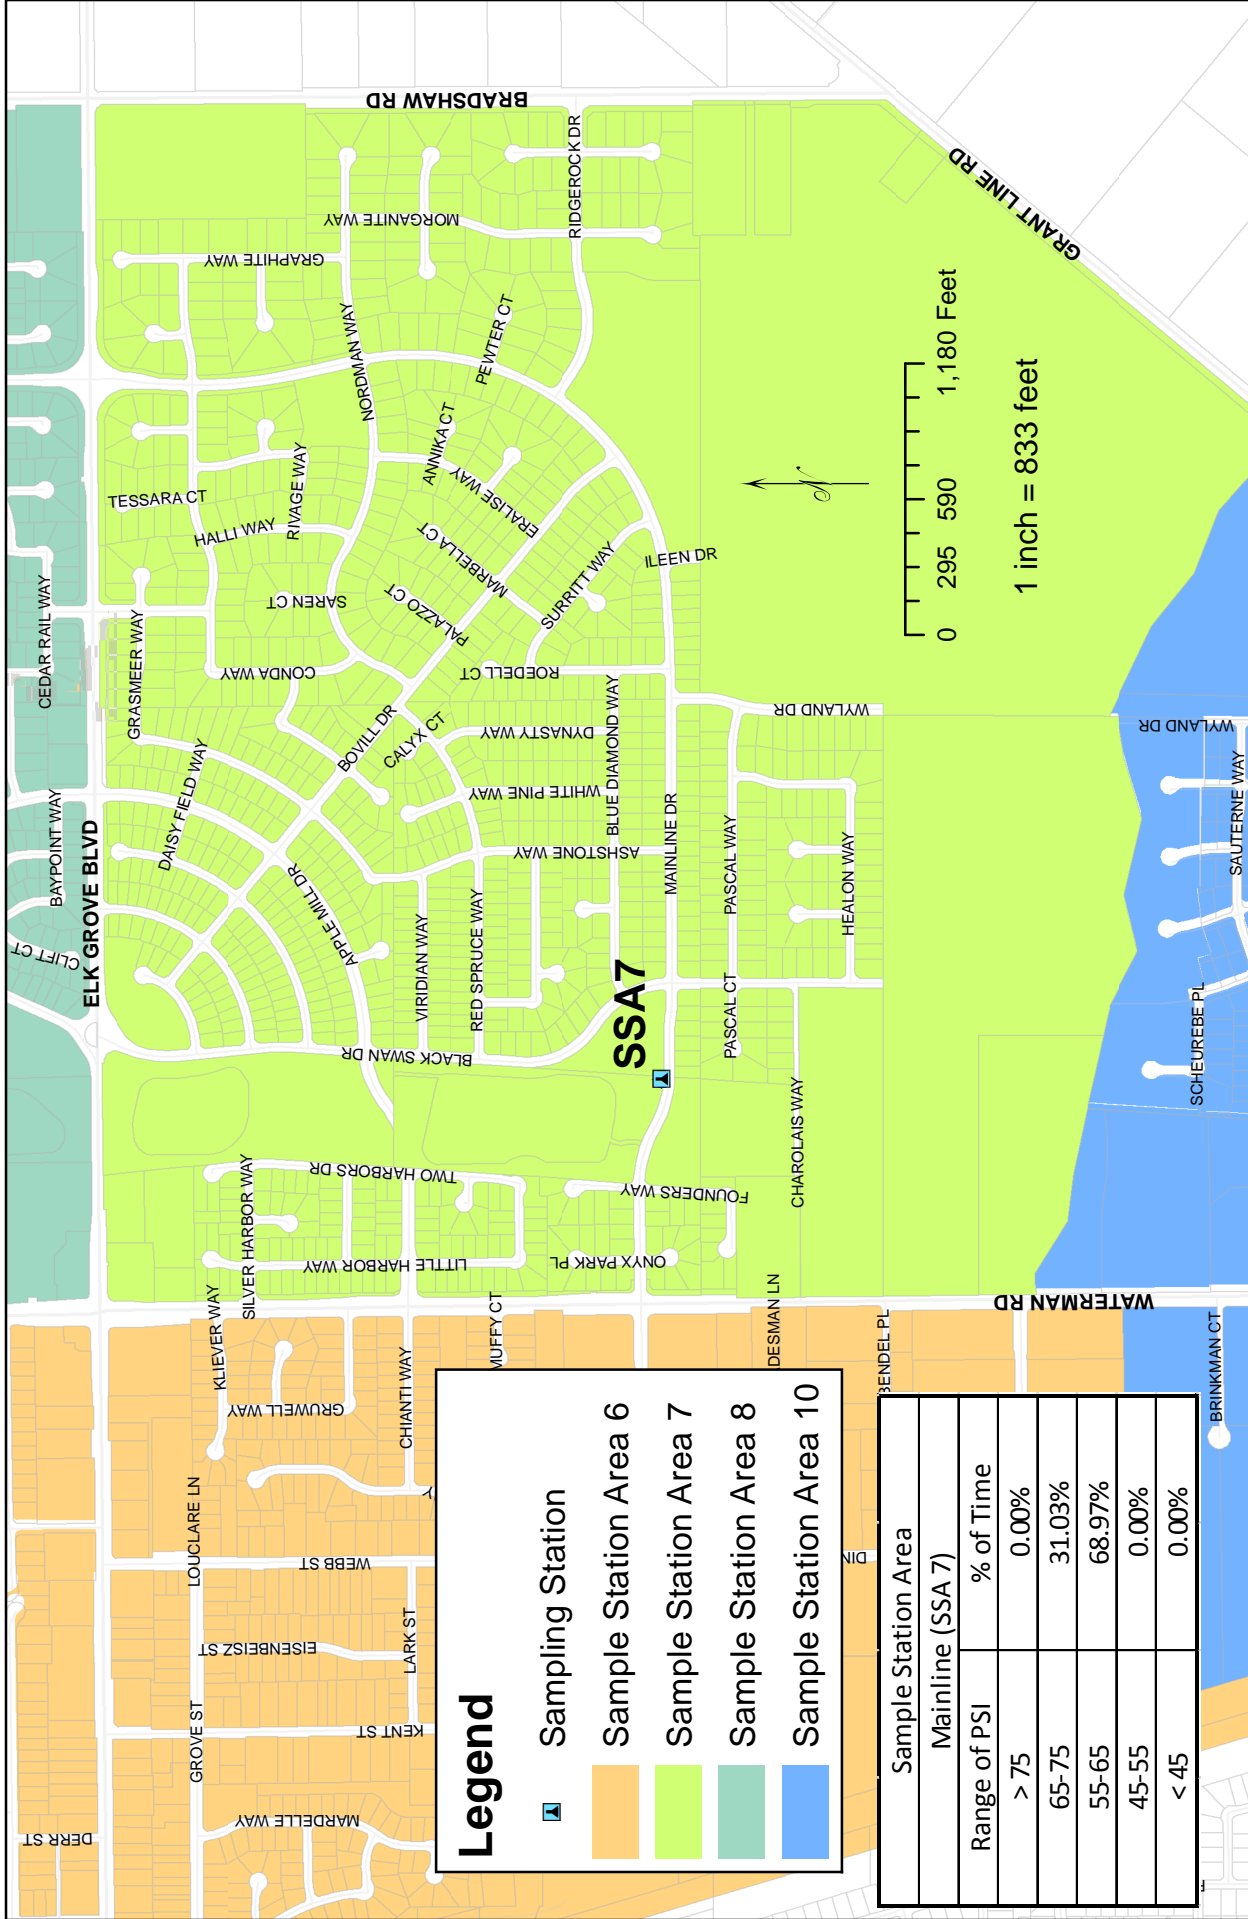 DERR ST
GROVE ST
LOUCLARE LN
MARDELLE WAY
KENT ST
EISENBEISZ ST
LARK ST
WEBB ST
GRUWELL WAY
KLIEVER WAY
CHIANTI WAY
MUFFY CT
SILVER HARBOR WAY
LITTLE HARBOR WAY
TWO HARBORS DR
ONYX PARK PL
FOUNDERS WAY
WATERMAN RD
ADESMAN LN
BENDEL PL
BRINKMAN CT
DIN
Y
CLIFT CT
BAYPOINT WAY
CEDAR RAIL WAY
ELK GROVE BLVD
GRASMEER WAY
DAISY FIELD WAY
APPLE MILL DR
BLACK SWAN DR
VIRIDIAN WAY
RED SPRUCE WAY
BOVILL DR
CALYX CT
DYNASTY WAY
WHITE PINE WAY
ASHSTONE WAY
BLUE DIAMOND WAY
MAINLINE DR
SSA7
PASCAL CT
PASCAL WAY
CHAROLAIS WAY
HEALON WAY
WYLAND DR
WYLAND DR
SAUTERNE WAY
SCHEUREBE PL
TESSARA CT
HALLI WAY
RIVAGE WAY
SAREN CT
CONDA WAY
PALAZZO CT
MARBELLA CT
ERALISE WAY
ANNIKA CT
ROEDELL CT
SURRITT WAY
ILEEN DR
GRAPHITE WAY
NORDMAN WAY
MORGANITE WAY
PEWTER CT
RIDGEROCK DR
BRADSHAW RD
GRANT LINE RD
N
0 295 590 1,180 Feet
1 inch = 833 feet
Legend
Sampling Station
Sample Station Area 6
Sample Station Area 7
Sample Station Area 8
Sample Station Area 10
Sample Station Area
Mainline (SSA 7)
Range of PSI % of Time
>75 0.00%
65-75 31.03%
55-65 68.97%
45-55 0.00%
<45 0.00%